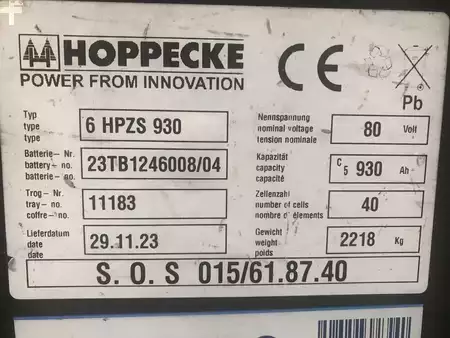 HOPPECKE
POWER FROM INNOVATION
CE
Pb
Typ
type
type
6 HPZS 930
Nennspannung
nominal voltage
tension nominale
80 Volt
Batterie- Nr.
battery- no.
batterie- no.
23TB1246008/04
Kapazität
capacity
capacité
C5 930 Ah
Trog- Nr.
tray- no.
coffre- no.
11183
Zellenzahl
number of cells
nombre d- éléments
40
Lieferdatum
date
date
29.11.23
Gewicht
weight
poids
2218 Kg
S. O. S 015/61.87.40